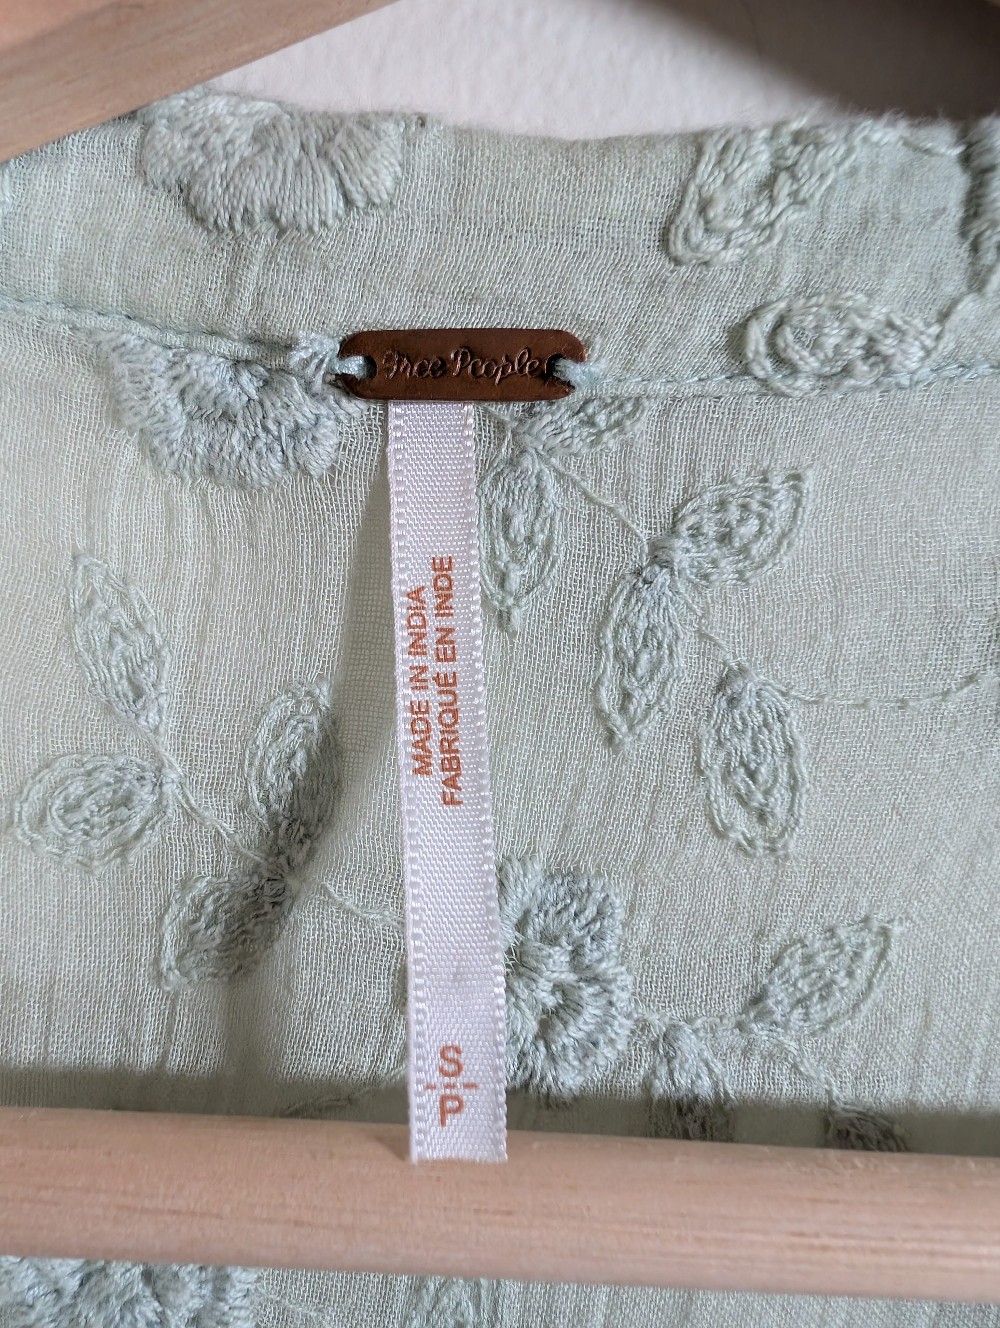 Free People
MADE IN INDIA
FABRIQUÉ EN INDE
S
P